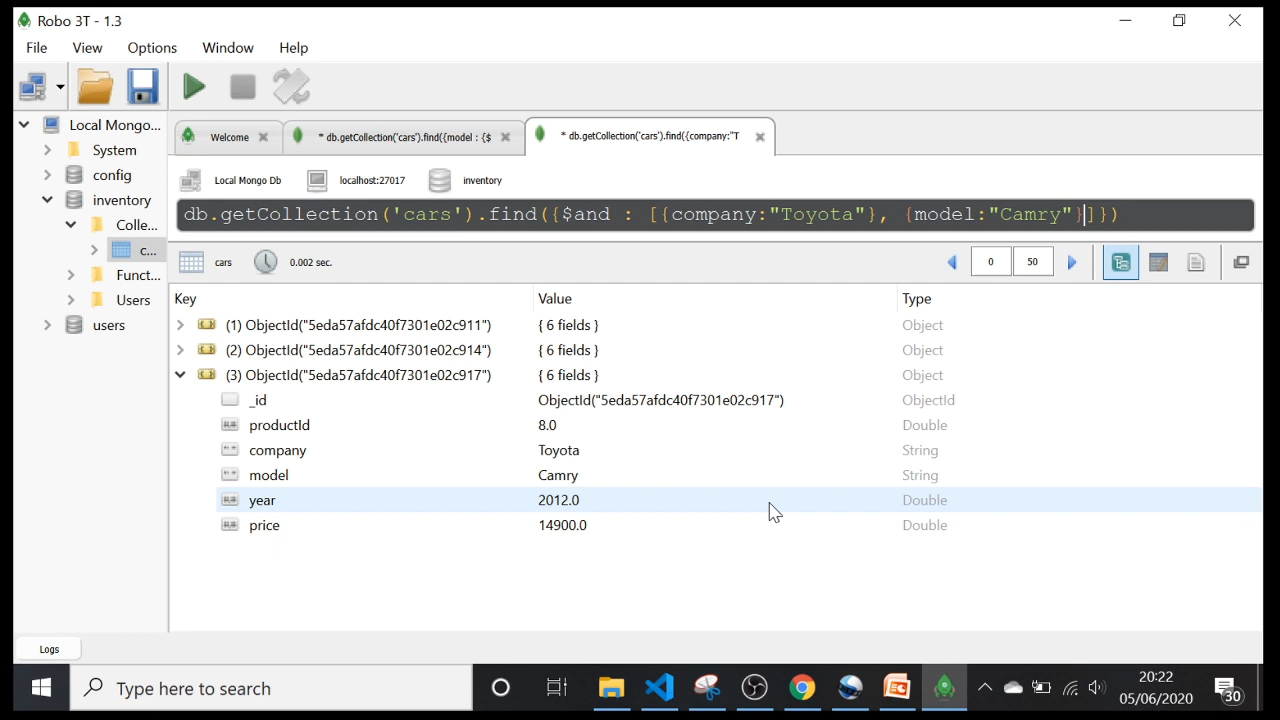 Robo 3T - 1.3
File View Options Window Help
Local Mongo...
System
config
inventory
Colle...
c...
Funct...
Users
users
Welcome
* db.getCollection('cars').find({model : {$
* db.getCollection('cars').find({company:"T
Local Mongo Db localhost:27017 inventory
db.getCollection('cars').find({$and : [{company:"Toyota"}, {model:"Camry"}]})
cars 0.002 sec. 0 50
Key Value Type
(1) ObjectId("5eda57afdc40f7301e02c911") { 6 fields } Object
(2) ObjectId("5eda57afdc40f7301e02c914") { 6 fields } Object
(3) ObjectId("5eda57afdc40f7301e02c917") { 6 fields } Object
_id ObjectId("5eda57afdc40f7301e02c917") ObjectId
productId 8.0 Double
company Toyota String
model Camry String
year 2012.0 Double
price 14900.0 Double
Logs
Type here to search
20:22
05/06/2020
30